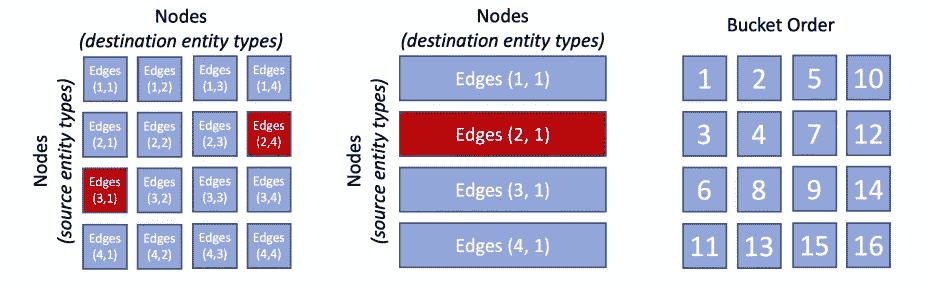 Nodes
(destination entity types)
Nodes
(source entity types)
Edges
(1,1)
Edges
(1,2)
Edges
(1,3)
Edges
(1,4)
Edges
(2,1)
Edges
(2,2)
Edges
(2,3)
Edges
(2,4)
Edges
(3,1)
Edges
(3,2)
Edges
(3,3)
Edges
(3,4)
Edges
(4,1)
Edges
(4,2)
Edges
(4,3)
Edges
(4,4)
Nodes
(destination entity types)
Nodes
(source entity types)
Edges (1, 1)
Edges (2, 1)
Edges (3, 1)
Edges (4, 1)
Bucket Order
1 2 5 10
3 4 7 12
6 8 9 14
11 13 15 16